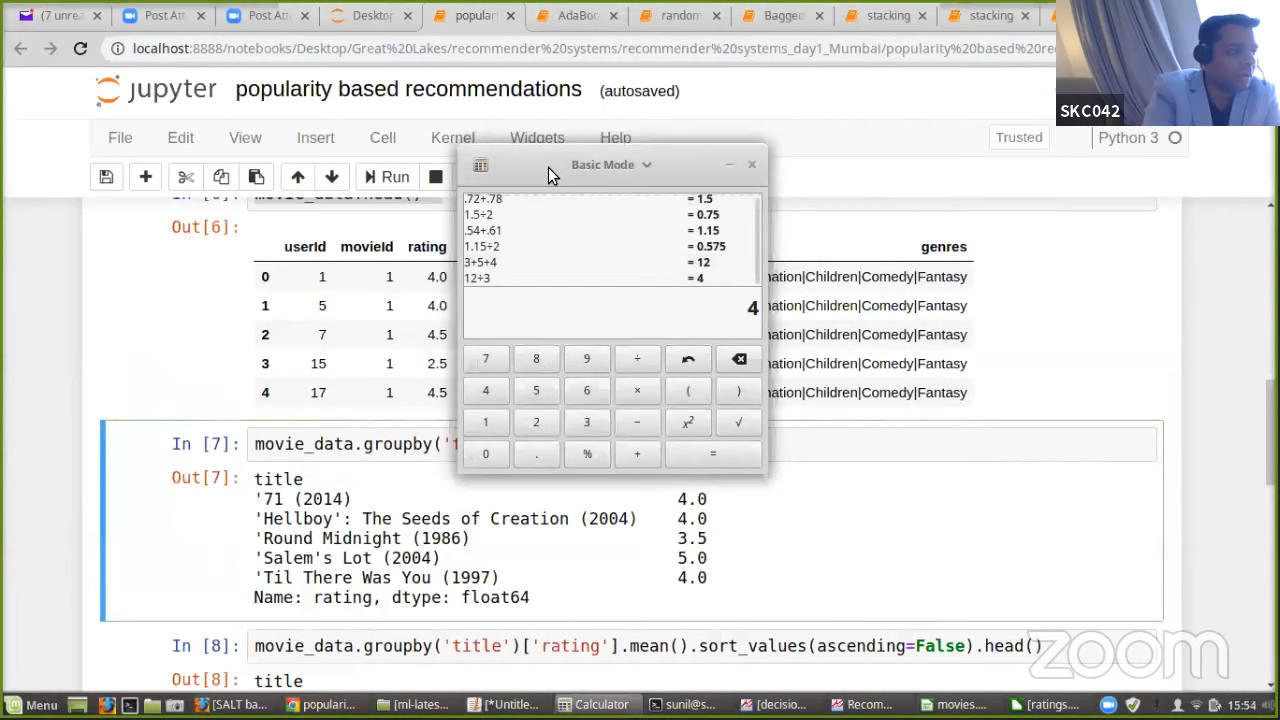 (7 unrea
Post Att
Post Att
Desktop
popular
AdaBoo
random
Bagged
stacking
stacking
localhost:8888/notebooks/Desktop/Great%20Lakes/recommender%20systems/recommender%20systems_day1_Mumbai/popularity%20based%20re
SKC042
jupyter popularity based recommendations (autosaved)
File Edit View Insert Cell Kernel Widgets Help Trusted Python 3
Run
Basic Mode
.72+.78 = 1.5
1.5÷2 = 0.75
.54+.61 = 1.15
1.15÷2 = 0.575
3+5+4 = 12
12÷3 = 4
4
7 8 9 ÷
4 5 6 × ( )
1 2 3 − x² √
0 . % + =
Out[6]:
userId movieId rating genres
0 1 1 4.0 nation|Children|Comedy|Fantasy
1 5 1 4.0 nation|Children|Comedy|Fantasy
2 7 1 4.5 nation|Children|Comedy|Fantasy
3 15 1 2.5 nation|Children|Comedy|Fantasy
4 17 1 4.5 nation|Children|Comedy|Fantasy
In [7]: movie_data.groupby('t
Out[7]: title
'71 (2014) 4.0
'Hellboy': The Seeds of Creation (2004) 4.0
'Round Midnight (1986) 3.5
'Salem's Lot (2004) 5.0
'Til There Was You (1997) 4.0
Name: rating, dtype: float64
In [8]: movie_data.groupby('title')['rating'].mean().sort_values(ascending=False).head()
Out[8]: title
zoom
Menu
[SALT ba...
populari...
[ml-lates...
[*Untitle...
Calculator
sunil@s...
[decisio...
Recom...
movies....
[ratings....
15:54